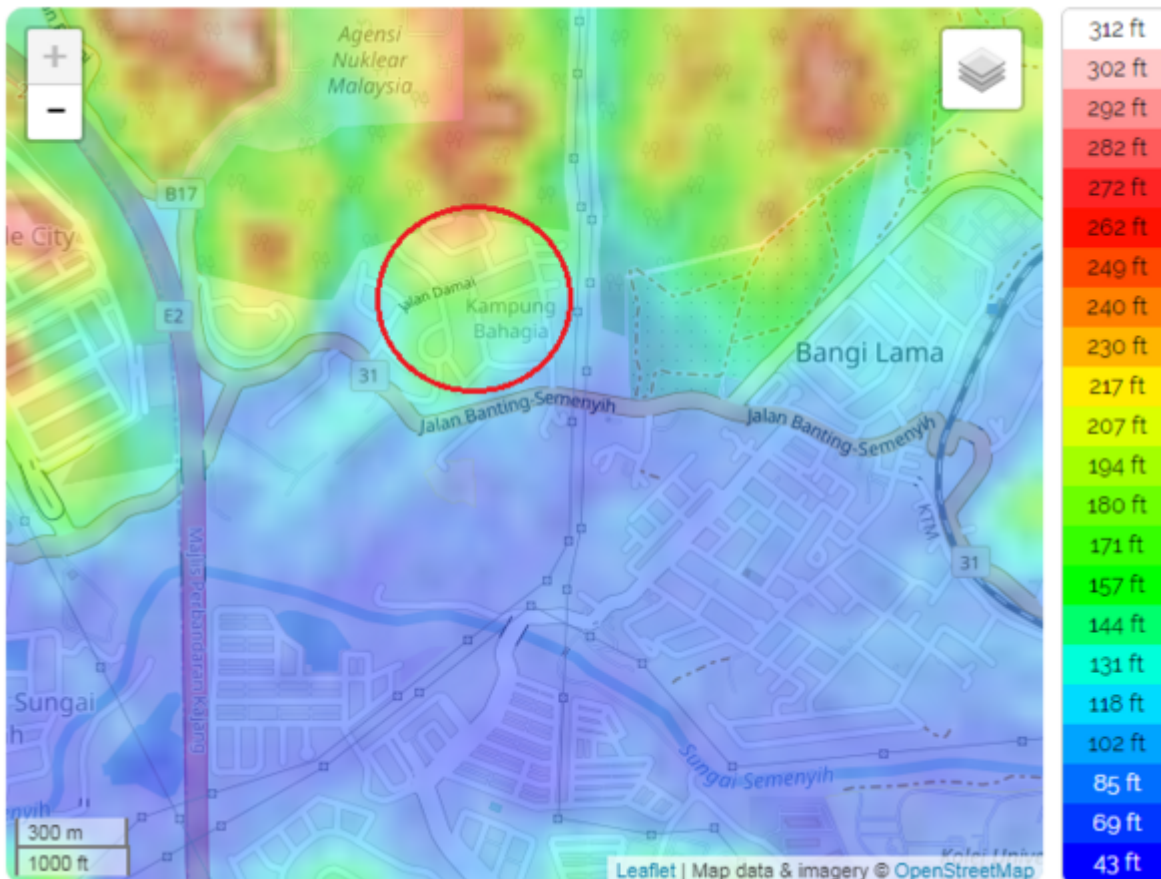 +
−
Agensi
Nuklear
Malaysia
B17
le City
E2
Jalan Damai
Kampung
Bahagia
31
Bangi Lama
Jalan Banting-Semenyih
Jalan Banting-Semenyih
KTM
31
Majlis Perbandaran Kajang
Sungai
Sungai Semenyih
300 m
1000 ft
Leaflet | Map data & imagery © OpenStreetMap
312 ft
302 ft
292 ft
282 ft
272 ft
262 ft
249 ft
240 ft
230 ft
217 ft
207 ft
194 ft
180 ft
171 ft
157 ft
144 ft
131 ft
118 ft
102 ft
85 ft
69 ft
43 ft